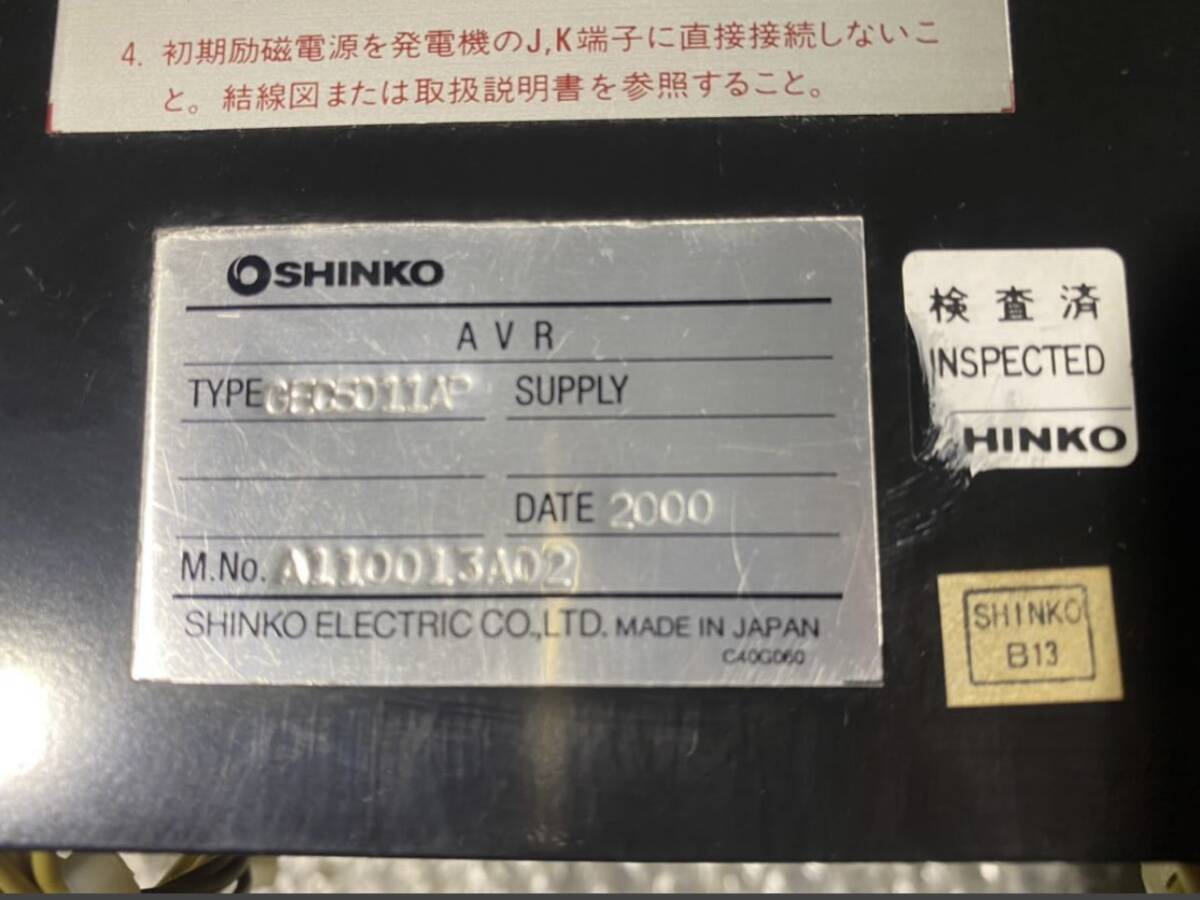 4. 初期励磁電源を発電機のJ,K端子に直接接続しないこ
と。結線図または取扱説明書を参照すること。
SHINKO
AVR
TYPE SUPPLY
DATE 2000
M.No. A110013A02
SHINKO ELECTRIC CO.,LTD. MADE IN JAPAN
C40G060
検査済
INSPECTED
HINKO
SHINKO
B13